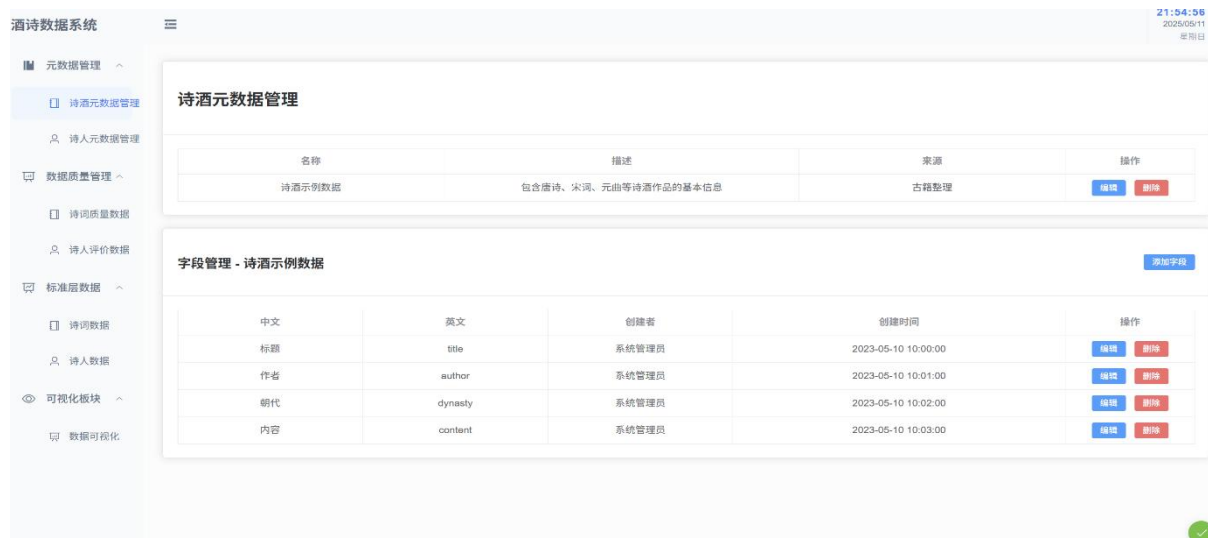 酒诗数据系统
21:54:56
2025/05/11
星期日
元数据管理
诗酒元数据管理
诗人元数据管理
数据质量管理
诗词质量数据
诗人评价数据
标准层数据
诗词数据
诗人数据
可视化板块
数据可视化
诗酒元数据管理
名称 描述 来源 操作
诗酒示例数据 包含唐诗、宋词、元曲等诗酒作品的基本信息 古籍整理 编辑 删除
字段管理 - 诗酒示例数据 添加字段
中文 英文 创建者 创建时间 操作
标题 title 系统管理员 2023-05-10 10:00:00 编辑 删除
作者 author 系统管理员 2023-05-10 10:01:00 编辑 删除
朝代 dynasty 系统管理员 2023-05-10 10:02:00 编辑 删除
内容 content 系统管理员 2023-05-10 10:03:00 编辑 删除